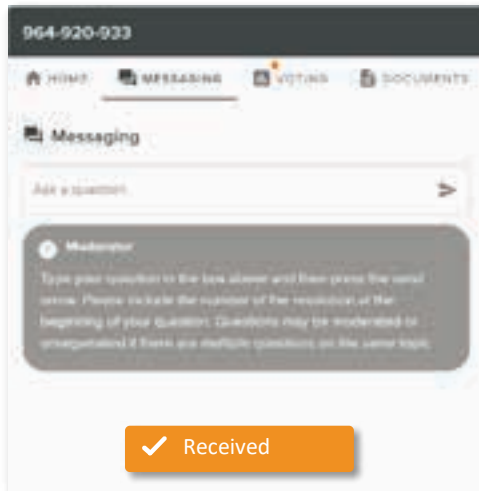 964-920-933
HOME MESSAGING VOTING DOCUMENTS
Messaging
Ask a question
Moderator
Type your question in the box above and then press the send
arrow. Please include the number of the resolution at the
beginning of your question. Questions may be moderated or
amalgamated if there are multiple questions on the same topic
Received